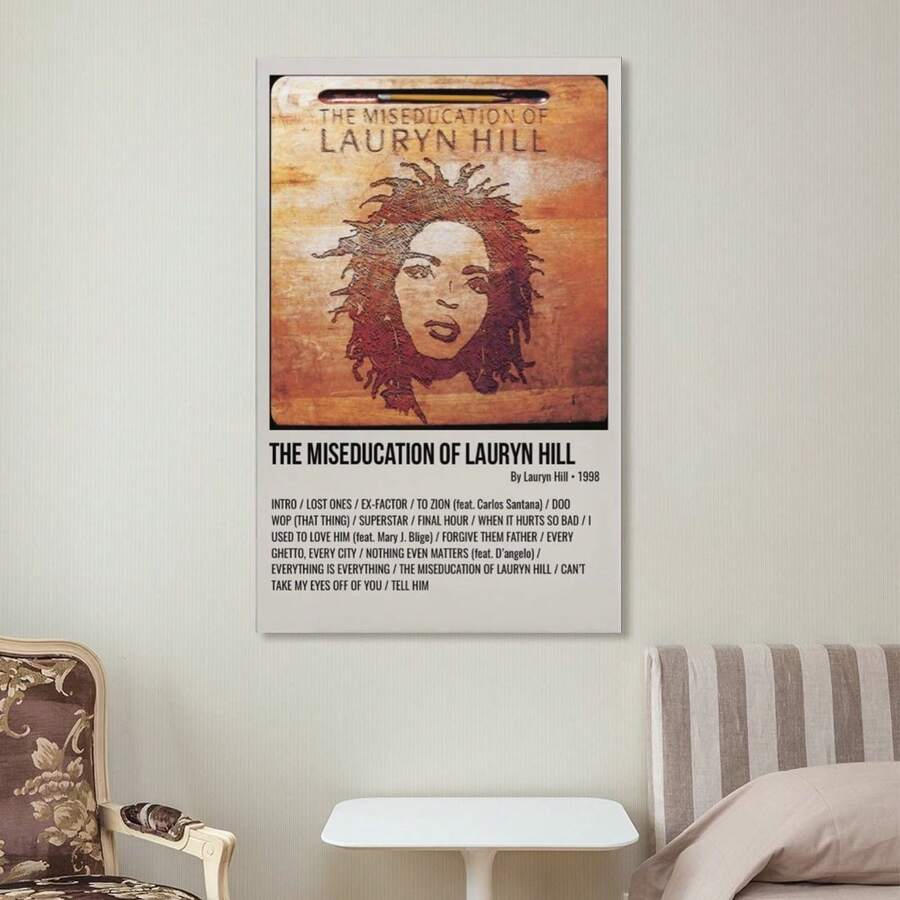 THE MISEDUCATION OF
LAURYN HILL
THE MISEDUCATION OF LAURYN HILL
By Lauryn Hill • 1998
INTRO / LOST ONES / EX-FACTOR / TO ZION (feat. Carlos Santana) / DOO
WOP (THAT THING) / SUPERSTAR / FINAL HOUR / WHEN IT HURTS SO BAD / I
USED TO LOVE HIM (feat. Mary J. Blige) / FORGIVE THEM FATHER / EVERY
GHETTO, EVERY CITY / NOTHING EVEN MATTERS (feat. D'angelo) /
EVERYTHING IS EVERYTHING / THE MISEDUCATION OF LAURYN HILL / CAN'T
TAKE MY EYES OFF OF YOU / TELL HIM